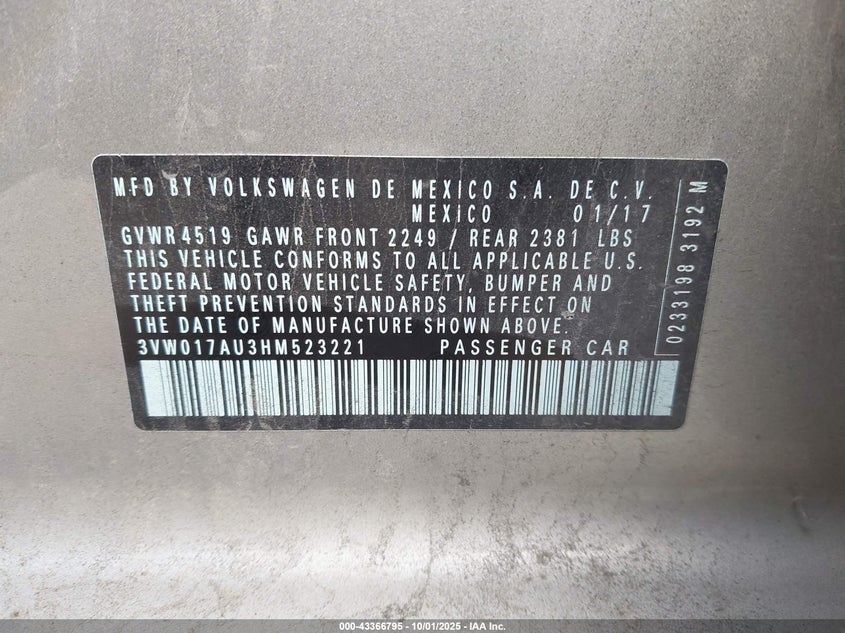 MFD BY VOLKSWAGEN DE MEXICO S.A. DE C.V.
MEXICO 01/17
GVWR 4519 GAWR FRONT 2249 / REAR 2381 LBS
THIS VEHICLE CONFORMS TO ALL APPLICABLE U.S.
FEDERAL MOTOR VEHICLE SAFETY, BUMPER AND
THEFT PREVENTION STANDARDS IN EFFECT ON
THE DATE OF MANUFACTURE SHOWN ABOVE.
3VW017AU3HM523221 PASSENGER CAR
0233198 3192 M
000-43366795 - 10/01/2025 - IAA Inc.